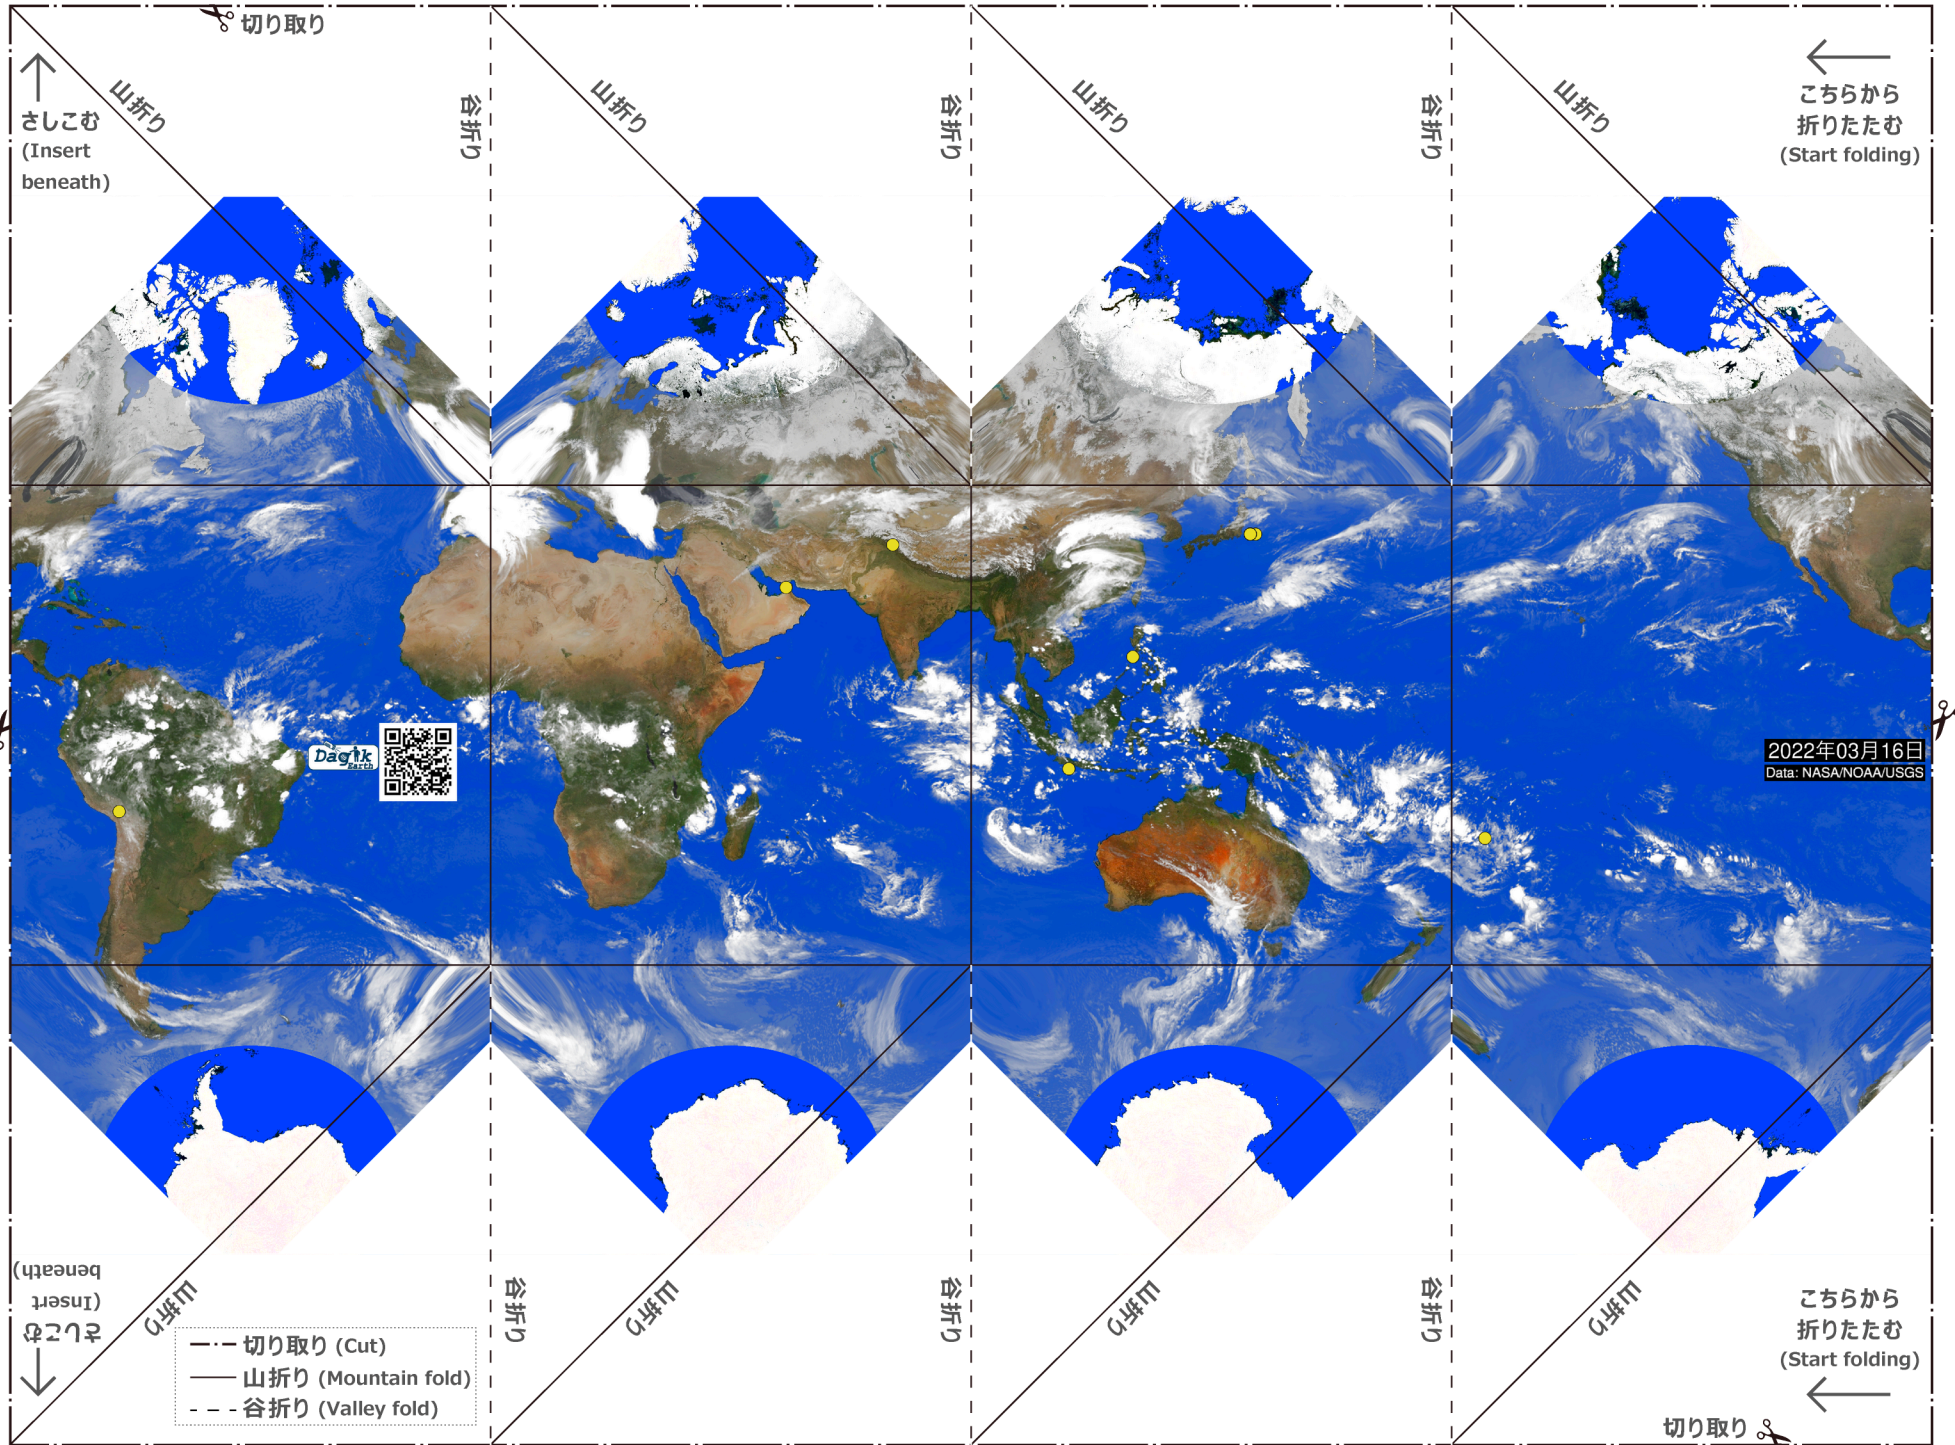 切り取り
さしこむ
(Insert
beneath)
山折り
谷折り
山折り
谷折り
山折り
谷折り
山折り
こちらから
折りたたむ
(Start folding)
Dagik
Earth
2022年03月16日
Data: NASA/NOAA/USGS
さしこむ
(Insert
beneath)
山折り
谷折り
山折り
谷折り
山折り
谷折り
山折り
こちらから
折りたたむ
(Start folding)
切り取り (Cut)
山折り (Mountain fold)
谷折り (Valley fold)
切り取り